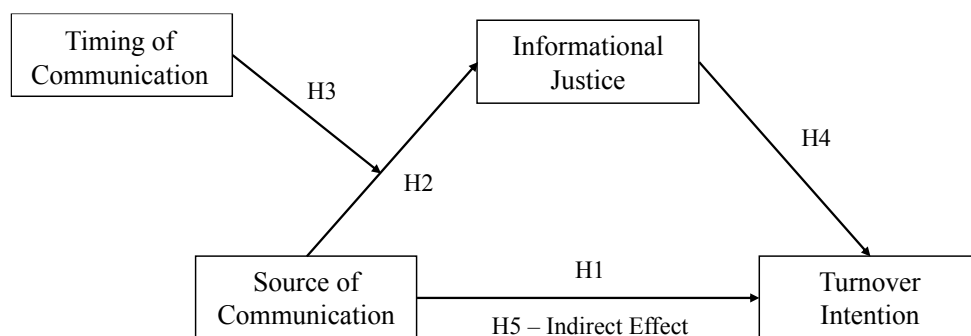 Timing of
Communication
Informational
Justice
H3
H4
H2
Source of
Communication
H1
Turnover
Intention
H5 – Indirect Effect